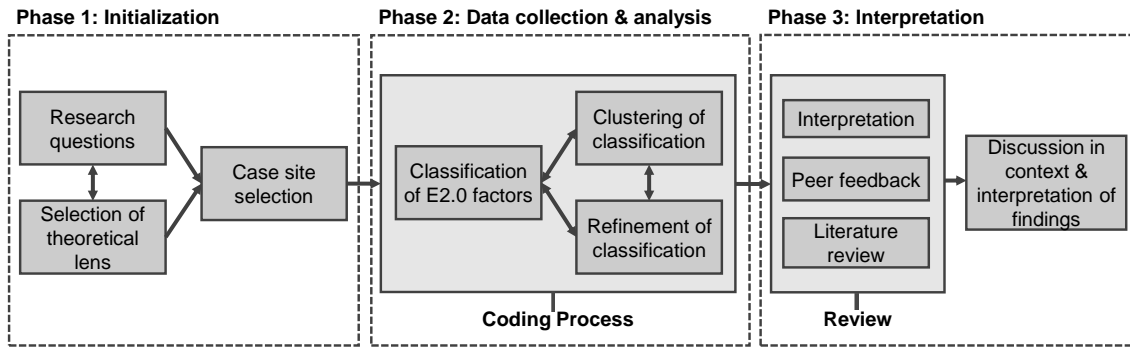 Phase 1: Initialization
Phase 2: Data collection & analysis
Phase 3: Interpretation
Research
questions
Selection of
theoretical
lens
Case site
selection
Classification
of E2.0 factors
Clustering of
classification
Refinement of
classification
Coding Process
Interpretation
Peer feedback
Literature
review
Review
Discussion in
context &
interpretation of
findings